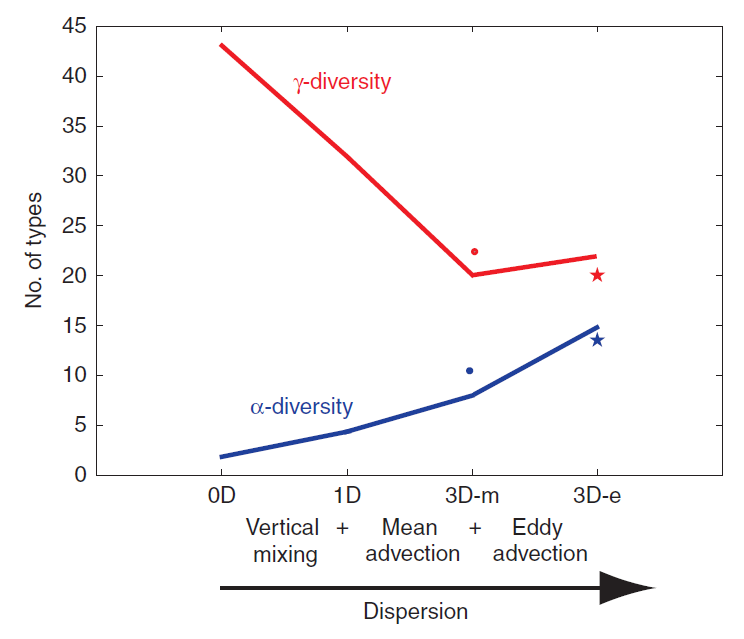 45
40
35
30
25
20
15
10
5
0
No. of types
γ-diversity
α-diversity
0D 1D 3D-m 3D-e
Vertical + Mean + Eddy
mixing advection advection
Dispersion